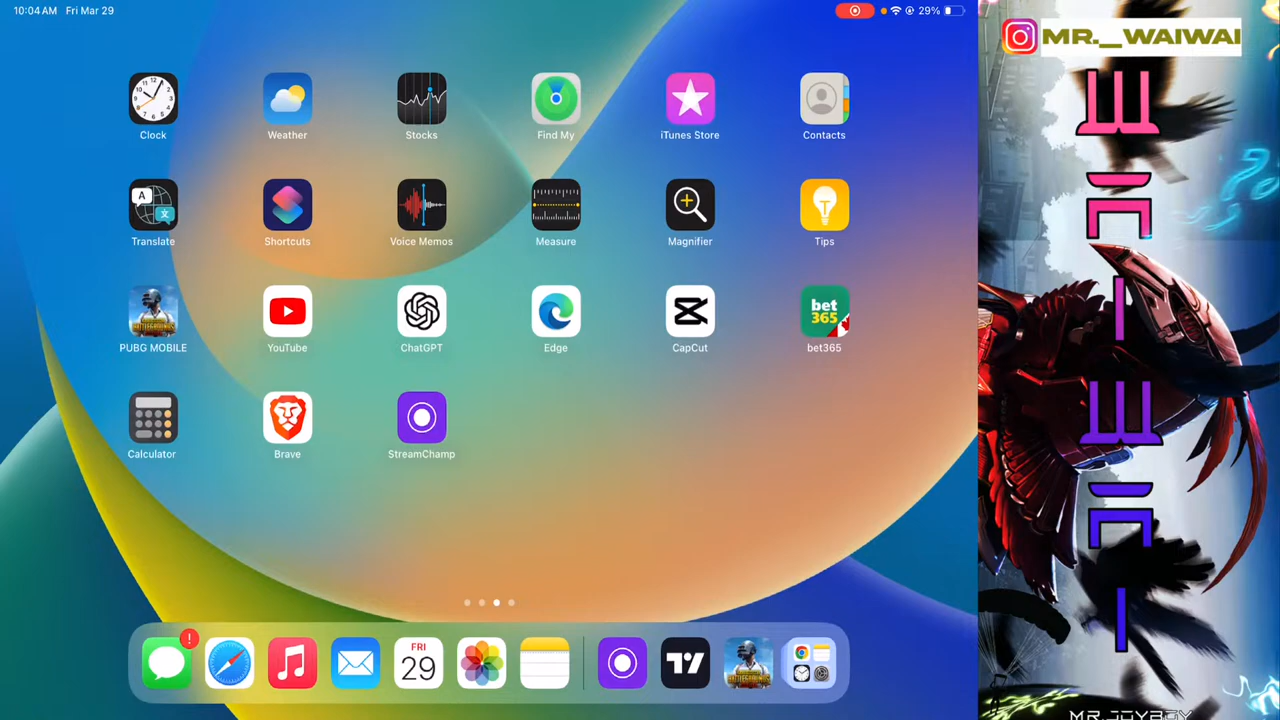 10:04 AM Fri Mar 29
29%
Clock
Weather
Stocks
Find My
iTunes Store
Contacts
Translate
Shortcuts
Voice Memos
Measure
Magnifier
Tips
bet
365
PUBG MOBILE
YouTube
ChatGPT
Edge
CapCut
bet365
Calculator
Brave
StreamChamp
FRI
29
MR._WAIWAI
MR.JOYBOY